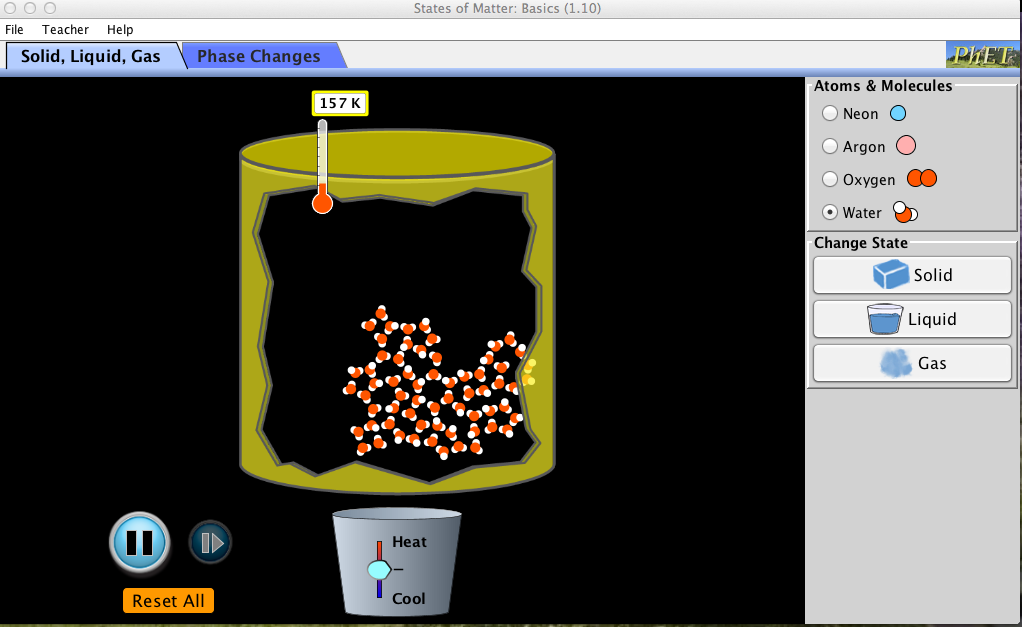 States of Matter: Basics (1.10)
File Teacher Help
Solid, Liquid, Gas Phase Changes
PhET
157 K
Atoms & Molecules
Neon
Argon
Oxygen
Water
Change State
Solid
Liquid
Gas
Heat
Cool
Reset All